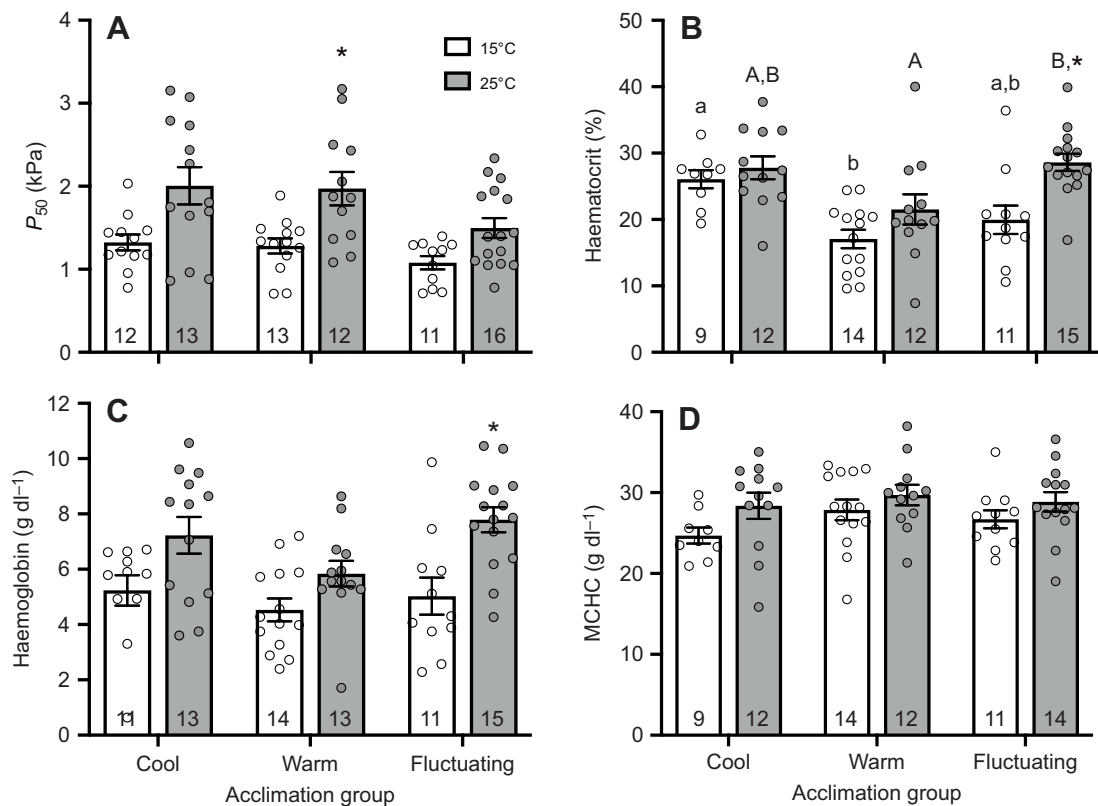 A
4
3
2
1
0
P50 (kPa)
15°C
25°C
*
12
13
13
12
11
16
B
50
40
30
20
10
0
Haematocrit (%)
a
A,B
b
A
a,b
B,*
9
12
14
12
11
15
C
12
10
8
6
4
2
0
Haemoglobin (g dl–1)
*
11
13
14
13
11
15
Cool
Warm
Fluctuating
Acclimation group
D
40
30
20
10
0
MCHC (g dl–1)
9
12
14
12
11
14
Cool
Warm
Fluctuating
Acclimation group